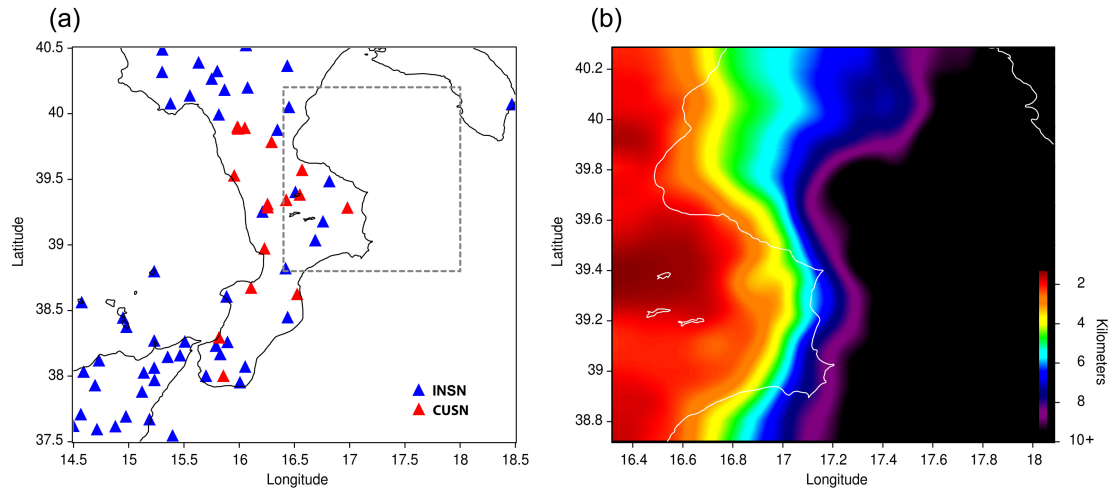 (a)
(b)
40.5
40
39.5
39
38.5
38
37.5
Latitude
14.5 15 15.5 16 16.5 17 17.5 18 18.5
Longitude
INSN
CUSN
40.2
40
39.8
39.6
39.4
39.2
39
38.8
Latitude
16.4 16.6 16.8 17 17.2 17.4 17.6 17.8 18
Longitude
2
4
6
8
10+
Kilometers